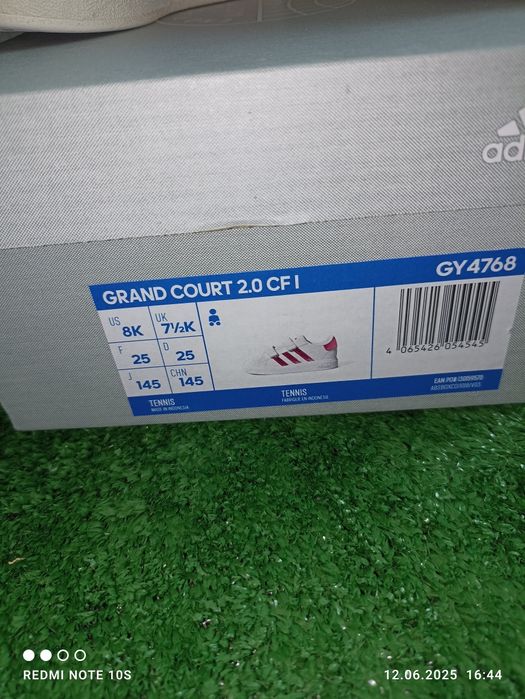 ad
GRAND COURT 2.0 CF I
GY4768
US
8K
UK
7½K
F
25
D
25
J
145
CHN
145
4 065426 054545
TENNIS
MADE IN INDONESIA
TENNIS
FABRIQUÉ EN INDONÉSIE
REDMI NOTE 10S
12.06.2025 16:44